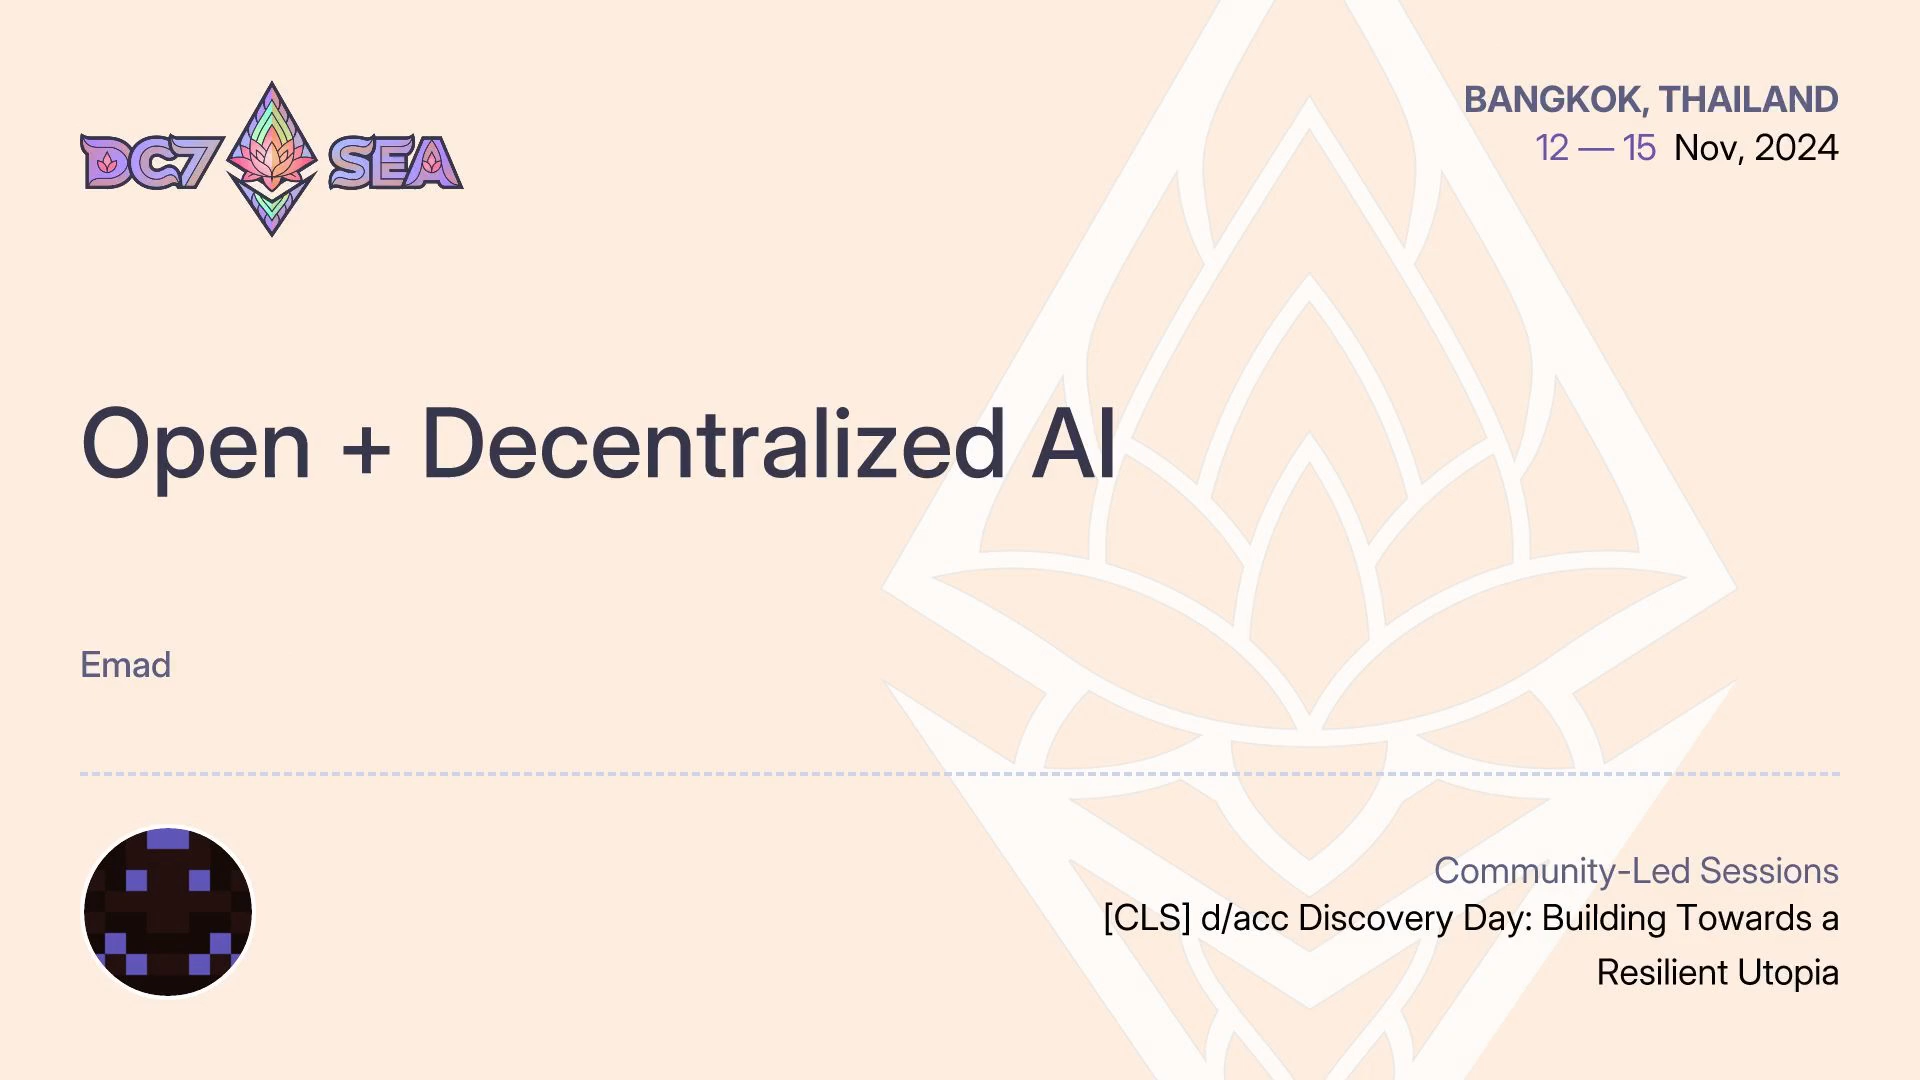 DC7 SEA
BANGKOK, THAILAND
12 — 15 Nov, 2024
Open + Decentralized AI
Emad
Community-Led Sessions
[CLS] d/acc Discovery Day: Building Towards a
Resilient Utopia